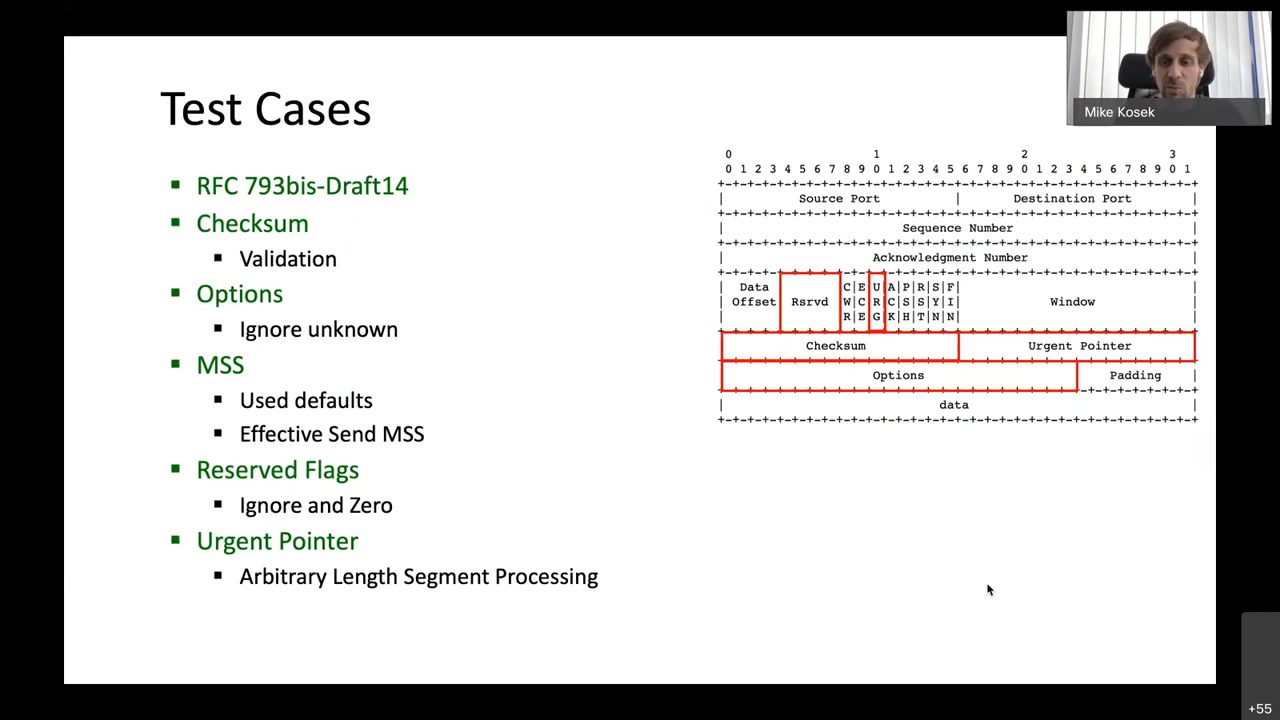 Test Cases
▪ RFC 793bis-Draft14
▪ Checksum
▪ Validation
▪ Options
▪ Ignore unknown
▪ MSS
▪ Used defaults
▪ Effective Send MSS
▪ Reserved Flags
▪ Ignore and Zero
▪ Urgent Pointer
▪ Arbitrary Length Segment Processing
0 1 2 3
0 1 2 3 4 5 6 7 8 9 0 1 2 3 4 5 6 7 8 9 0 1 2 3 4 5 6 7 8 9 0 1
+-+-+-+-+-+-+-+-+-+-+-+-+-+-+-+-+-+-+-+-+-+-+-+-+-+-+-+-+-+-+-+-+
| Source Port | Destination Port |
+-+-+-+-+-+-+-+-+-+-+-+-+-+-+-+-+-+-+-+-+-+-+-+-+-+-+-+-+-+-+-+-+
| Sequence Number |
+-+-+-+-+-+-+-+-+-+-+-+-+-+-+-+-+-+-+-+-+-+-+-+-+-+-+-+-+-+-+-+-+
| Acknowledgment Number |
+-+-+-+-+-+-+-+-+-+-+-+-+-+-+-+-+-+-+-+-+-+-+-+-+-+-+-+-+-+-+-+-+
| Data | |C|E|U|A|P|R|S|F| |
| Offset| Rsrvd |W|C|R|C|S|S|Y|I| Window |
| | |R|E|G|K|H|T|N|N| |
+-+-+-+-+-+-+-+-+-+-+-+-+-+-+-+-+-+-+-+-+-+-+-+-+-+-+-+-+-+-+-+-+
| Checksum | Urgent Pointer |
+-+-+-+-+-+-+-+-+-+-+-+-+-+-+-+-+-+-+-+-+-+-+-+-+-+-+-+-+-+-+-+-+
| Options | Padding |
+-+-+-+-+-+-+-+-+-+-+-+-+-+-+-+-+-+-+-+-+-+-+-+-+-+-+-+-+-+-+-+-+
| data |
+-+-+-+-+-+-+-+-+-+-+-+-+-+-+-+-+-+-+-+-+-+-+-+-+-+-+-+-+-+-+-+-+
Mike Kosek
+55